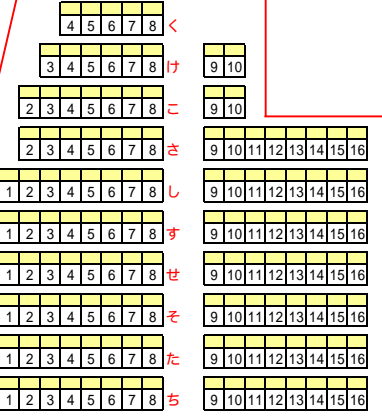 4 5 6 7 8 く
3 4 5 6 7 8 け 9 10
2 3 4 5 6 7 8 こ 9 10
2 3 4 5 6 7 8 さ 9 10 11 12 13 14 15 16
1 2 3 4 5 6 7 8 し 9 10 11 12 13 14 15 16
1 2 3 4 5 6 7 8 す 9 10 11 12 13 14 15 16
1 2 3 4 5 6 7 8 せ 9 10 11 12 13 14 15 16
1 2 3 4 5 6 7 8 そ 9 10 11 12 13 14 15 16
1 2 3 4 5 6 7 8 た 9 10 11 12 13 14 15 16
1 2 3 4 5 6 7 8 ち 9 10 11 12 13 14 15 16